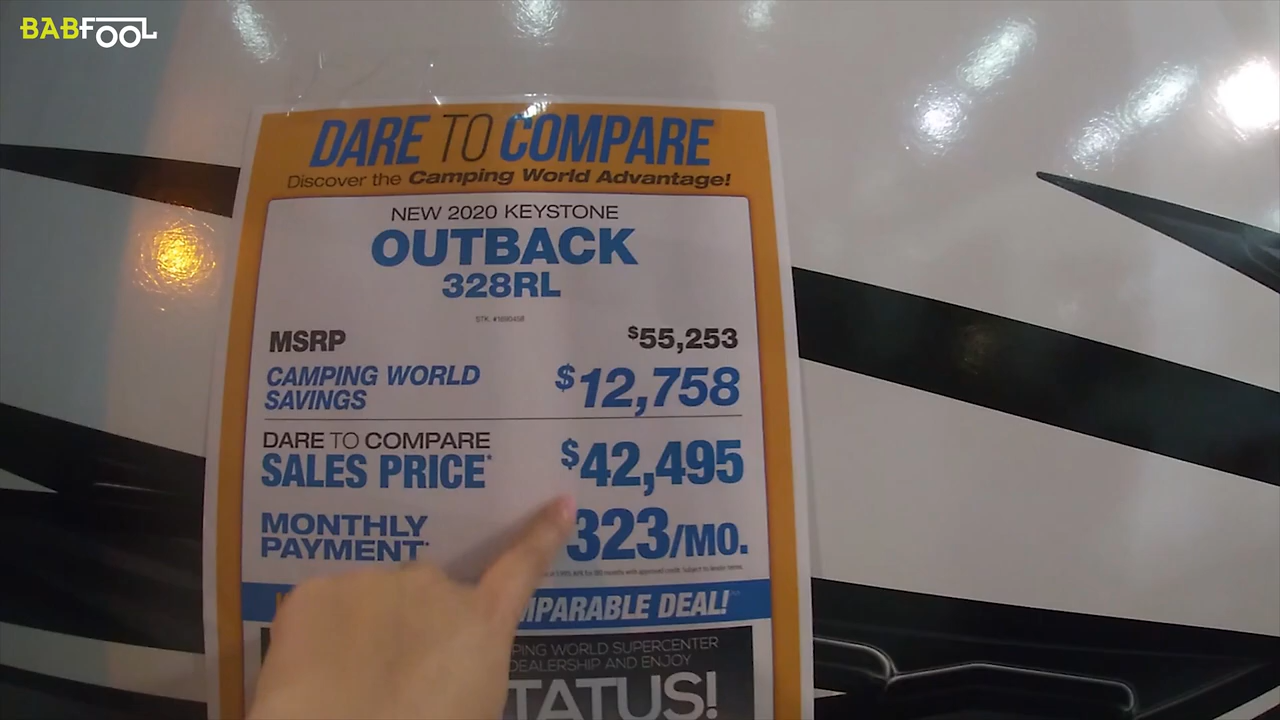 BABFOOL
DARE TO COMPARE
Discover the Camping World Advantage!
NEW 2020 KEYSTONE
OUTBACK
328RL
MSRP $55,253
CAMPING WORLD SAVINGS $12,758
DARE TO COMPARE
SALES PRICE* $42,495
MONTHLY PAYMENT* 323/MO.
MPARABLE DEAL!
PING WORLD SUPERCENTER
DEALERSHIP AND ENJOY
TATUS!